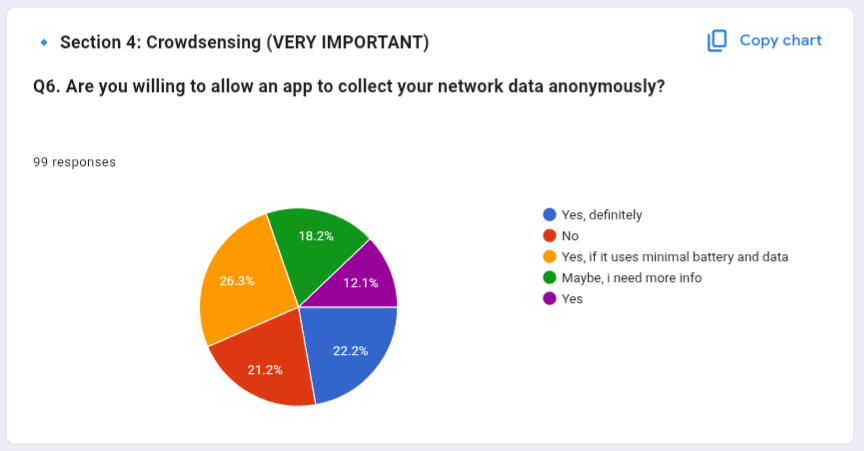 Section 4: Crowdsensing (VERY IMPORTANT)
Copy chart
Q6. Are you willing to allow an app to collect your network data anonymously?
99 responses
18.2%
26.3%
12.1%
22.2%
21.2%
Yes, definitely
No
Yes, if it uses minimal battery and data
Maybe, i need more info
Yes